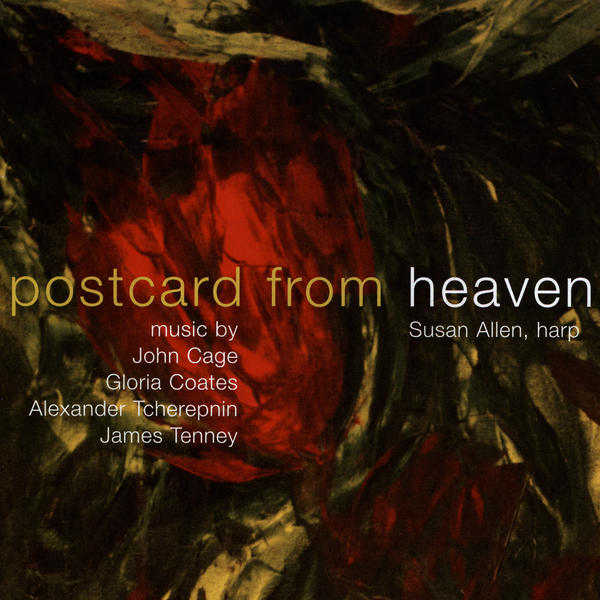 postcard from heaven
music by
John Cage
Gloria Coates
Alexander Tcherepnin
James Tenney
Susan Allen, harp